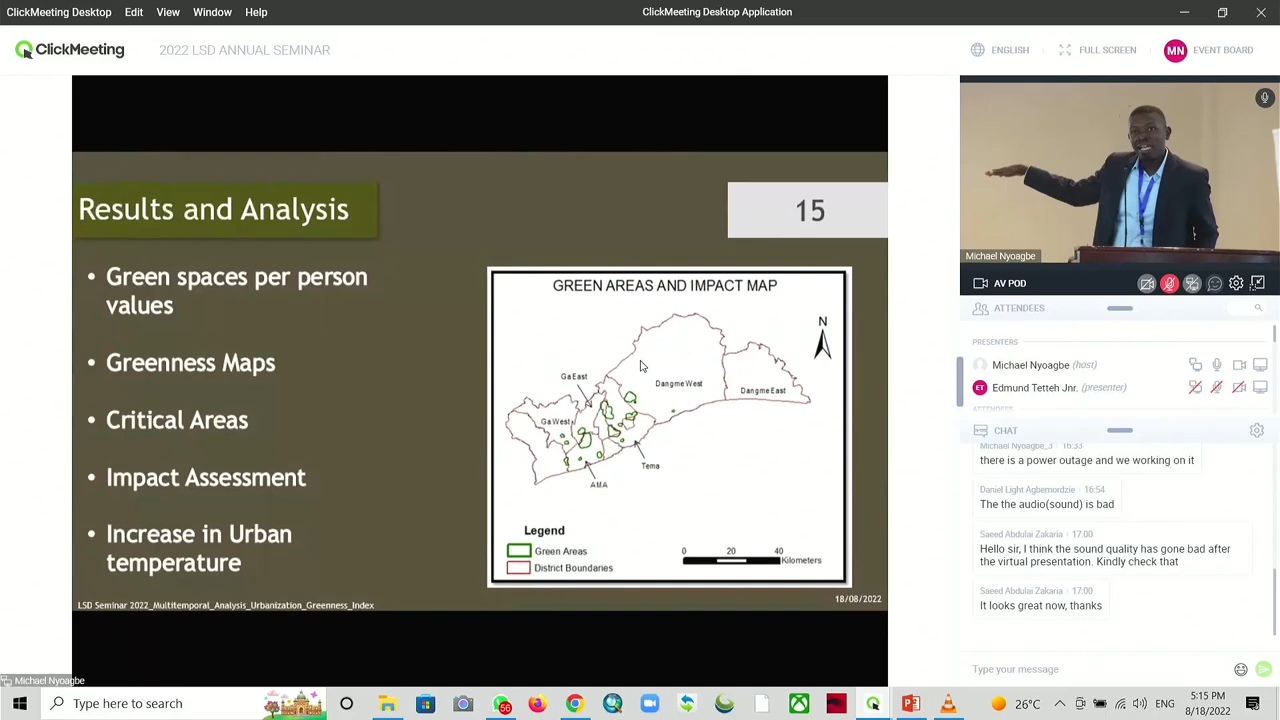 ClickMeeting Desktop Edit View Window Help
ClickMeeting Desktop Application
ClickMeeting
2022 LSD ANNUAL SEMINAR
ENGLISH
FULL SCREEN
MN
EVENT BOARD
Results and Analysis
15
• Green spaces per person
values
• Greenness Maps
• Critical Areas
• Impact Assessment
• Increase in Urban
temperature
GREEN AREAS AND IMPACT MAP
N
Ga East
Dangme West
Dangme East
Ga West
Tema
AMA
Legend
Green Areas
District Boundaries
0 20 40
Kilometers
LSD Seminar 2022_Multitemporal_Analysis_Urbanization_Greenness_Index
18/08/2022
Michael Nyoagbe
Michael Nyoagbe
AV POD
ATTENDEES
PRESENTERS
Michael Nyoagbe (host)
ET
Edmund Tetteh Jnr. (presenter)
ATTENDEES
CHAT
Michael Nyoagbe_3 • 16:33
there is a power outage and we working on it
Daniel Light Agbemordzie • 16:54
The the audio(sound) is bad
Saeed Abdulai Zakaria • 17:00
Hello sir, I think the sound quality has gone bad after
the virtual presentation. Kindly check that
Saeed Abdulai Zakaria • 17:00
It looks great now, thanks
Type your message
Type here to search
66
26°C
ENG
5:15 PM
8/18/2022